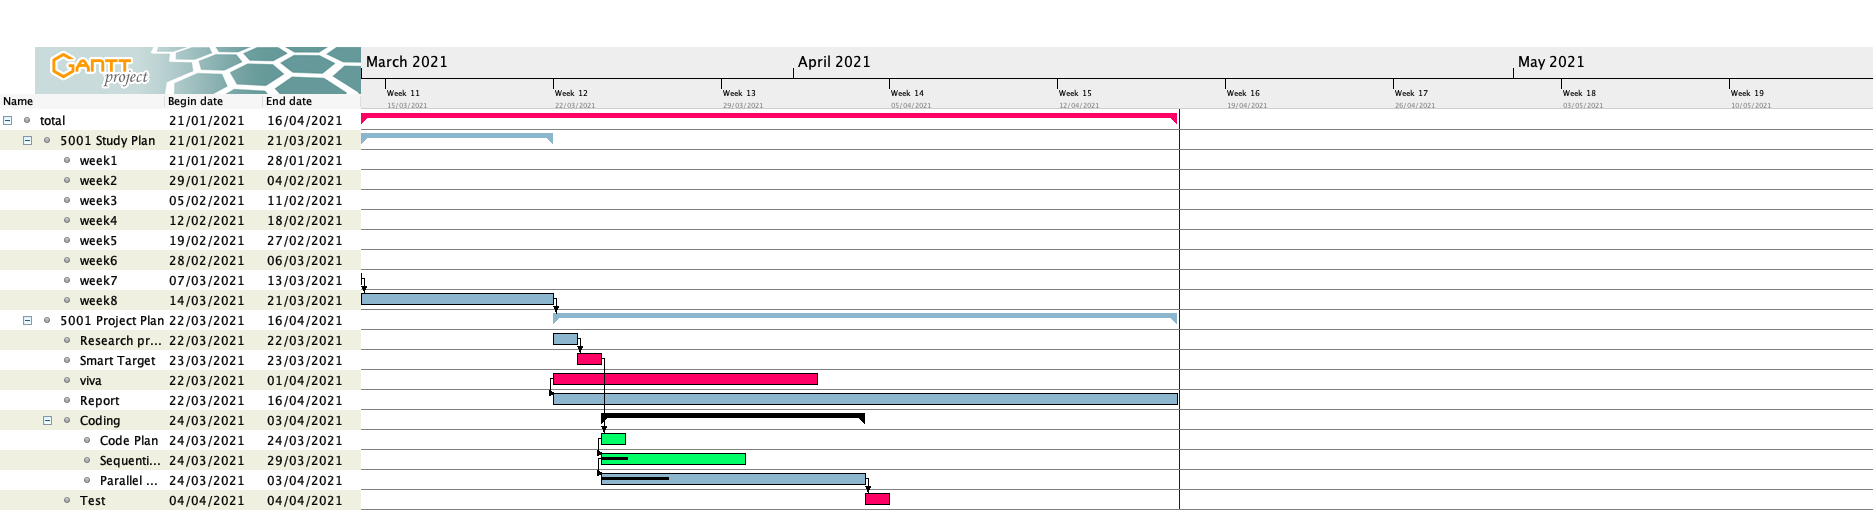 GANTT
project
March 2021
April 2021
May 2021
Week 11
Week 12
Week 13
Week 14
Week 15
Week 16
Week 17
Week 18
Week 19
15/03/2021
22/03/2021
29/03/2021
05/04/2021
12/04/2021
19/04/2021
26/04/2021
03/05/2021
10/05/2021
Name Begin date End date
total 21/01/2021 16/04/2021
5001 Study Plan 21/01/2021 21/03/2021
week1 21/01/2021 28/01/2021
week2 29/01/2021 04/02/2021
week3 05/02/2021 11/02/2021
week4 12/02/2021 18/02/2021
week5 19/02/2021 27/02/2021
week6 28/02/2021 06/03/2021
week7 07/03/2021 13/03/2021
week8 14/03/2021 21/03/2021
5001 Project Plan 22/03/2021 16/04/2021
Research pr... 22/03/2021 22/03/2021
Smart Target 23/03/2021 23/03/2021
viva 22/03/2021 01/04/2021
Report 22/03/2021 16/04/2021
Coding 24/03/2021 03/04/2021
Code Plan 24/03/2021 24/03/2021
Sequenti... 24/03/2021 29/03/2021
Parallel ... 24/03/2021 03/04/2021
Test 04/04/2021 04/04/2021